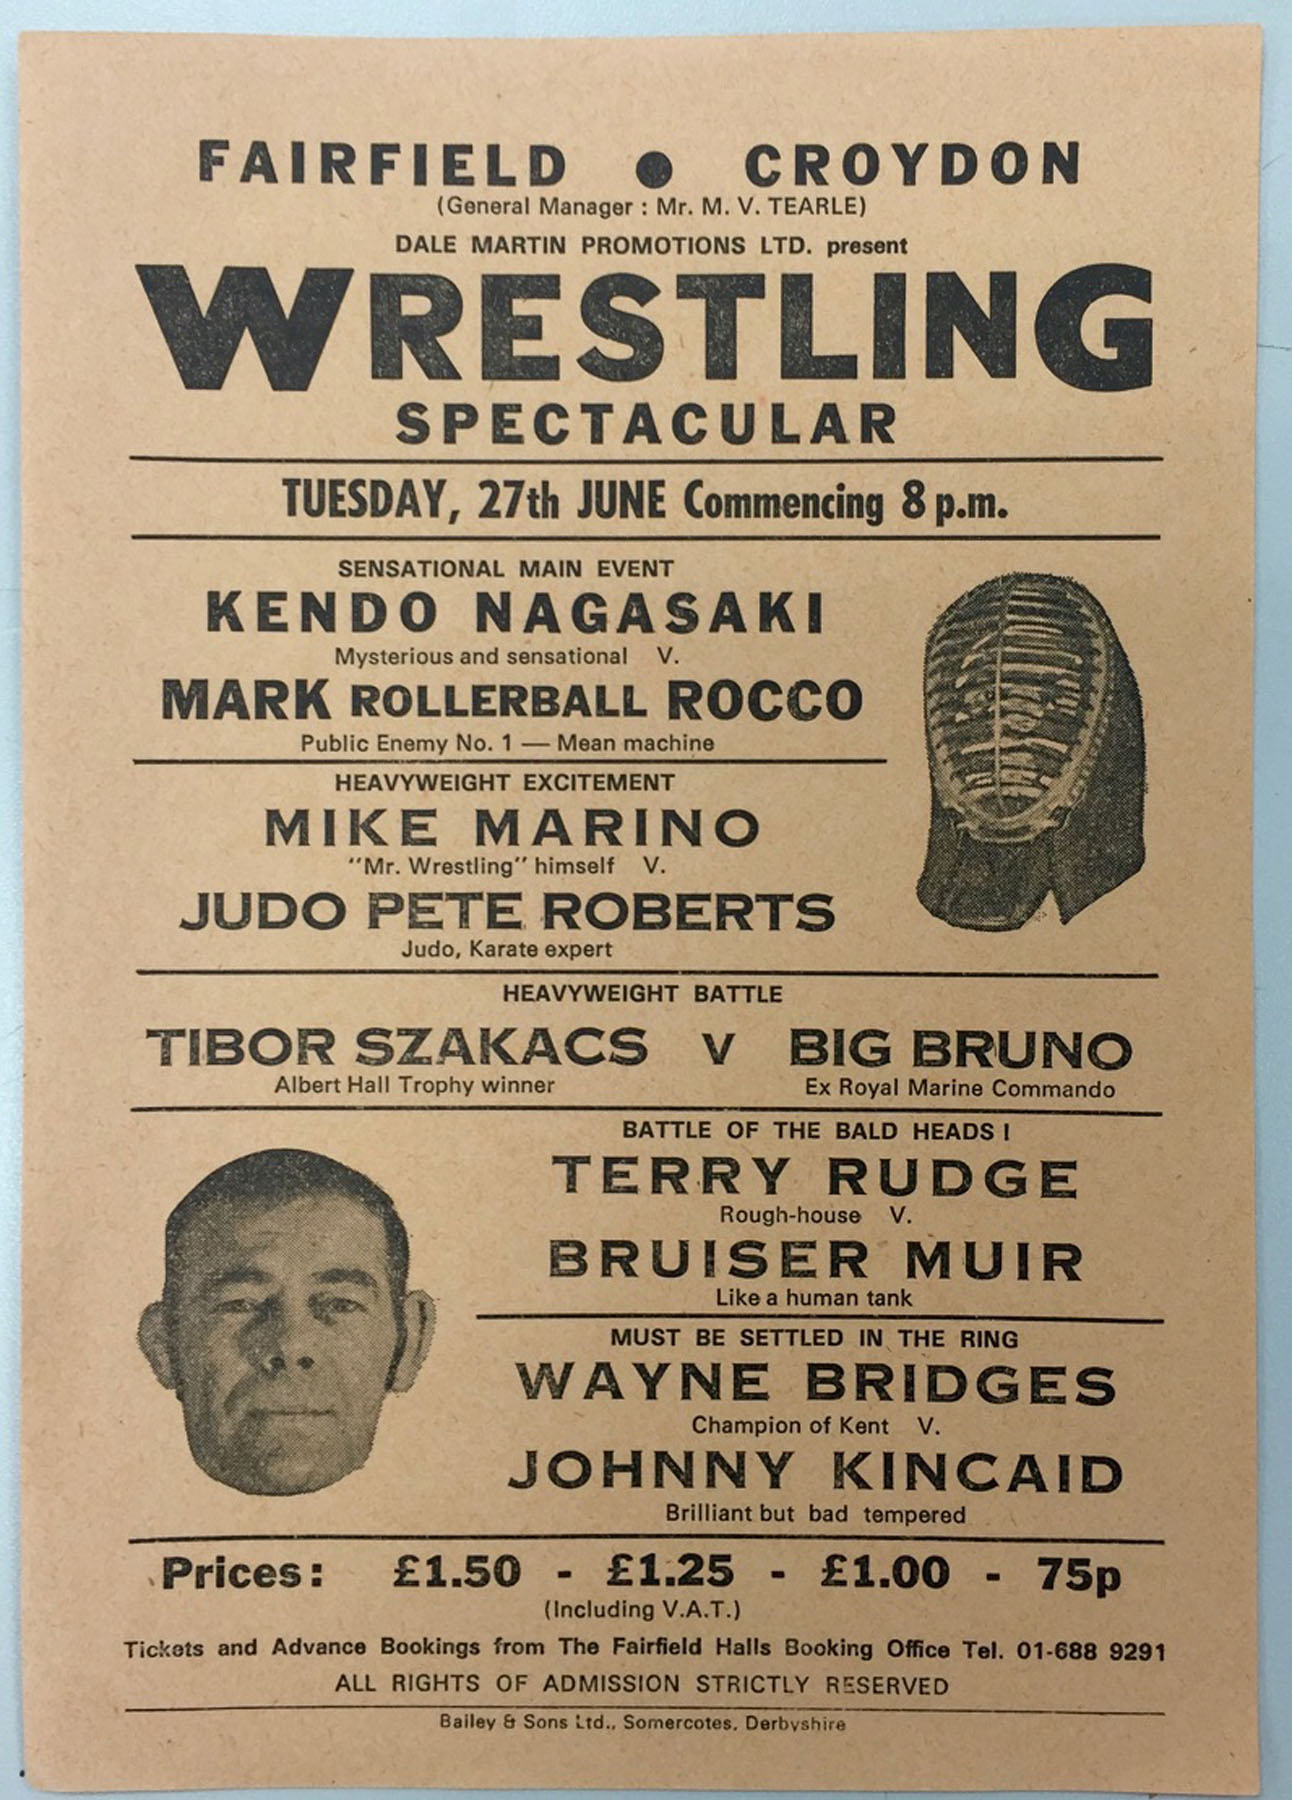 FAIRFIELD ● CROYDON
(General Manager : Mr. M. V. TEARLE)
DALE MARTIN PROMOTIONS LTD. present
WRESTLING
SPECTACULAR
TUESDAY, 27th JUNE Commencing 8 p.m.
SENSATIONAL MAIN EVENT
KENDO NAGASAKI
Mysterious and sensational V.
MARK ROLLERBALL ROCCO
Public Enemy No. 1 — Mean machine
HEAVYWEIGHT EXCITEMENT
MIKE MARINO
"Mr. Wrestling" himself V.
JUDO PETE ROBERTS
Judo, Karate expert
HEAVYWEIGHT BATTLE
TIBOR SZAKACS V BIG BRUNO
Albert Hall Trophy winner Ex Royal Marine Commando
BATTLE OF THE BALD HEADS !
TERRY RUDGE
Rough-house V.
BRUISER MUIR
Like a human tank
MUST BE SETTLED IN THE RING
WAYNE BRIDGES
Champion of Kent V.
JOHNNY KINCAID
Brilliant but bad tempered
Prices: £1.50 - £1.25 - £1.00 - 75p
(Including V.A.T.)
Tickets and Advance Bookings from The Fairfield Halls Booking Office Tel. 01-688 9291
ALL RIGHTS OF ADMISSION STRICTLY RESERVED
Bailey & Sons Ltd., Somercotes, Derbyshire